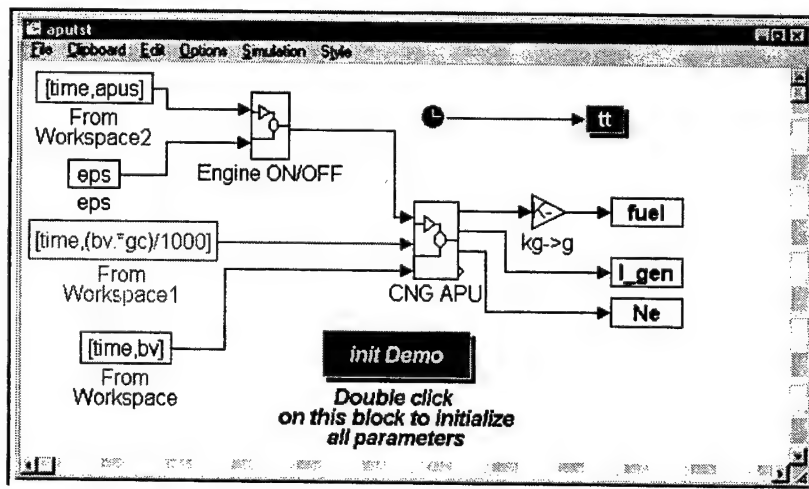 aputst
File Clipboard Edit Options Simulation Style
[time,apus]
From
Workspace2
eps
eps
Engine ON/OFF
tt
[time,(bv.*gc)/1000]
From
Workspace1
CNG APU
kg->g
fuel
I_gen
Ne
[time,bv]
From
Workspace
init Demo
Double click
on this block to initialize
all parameters